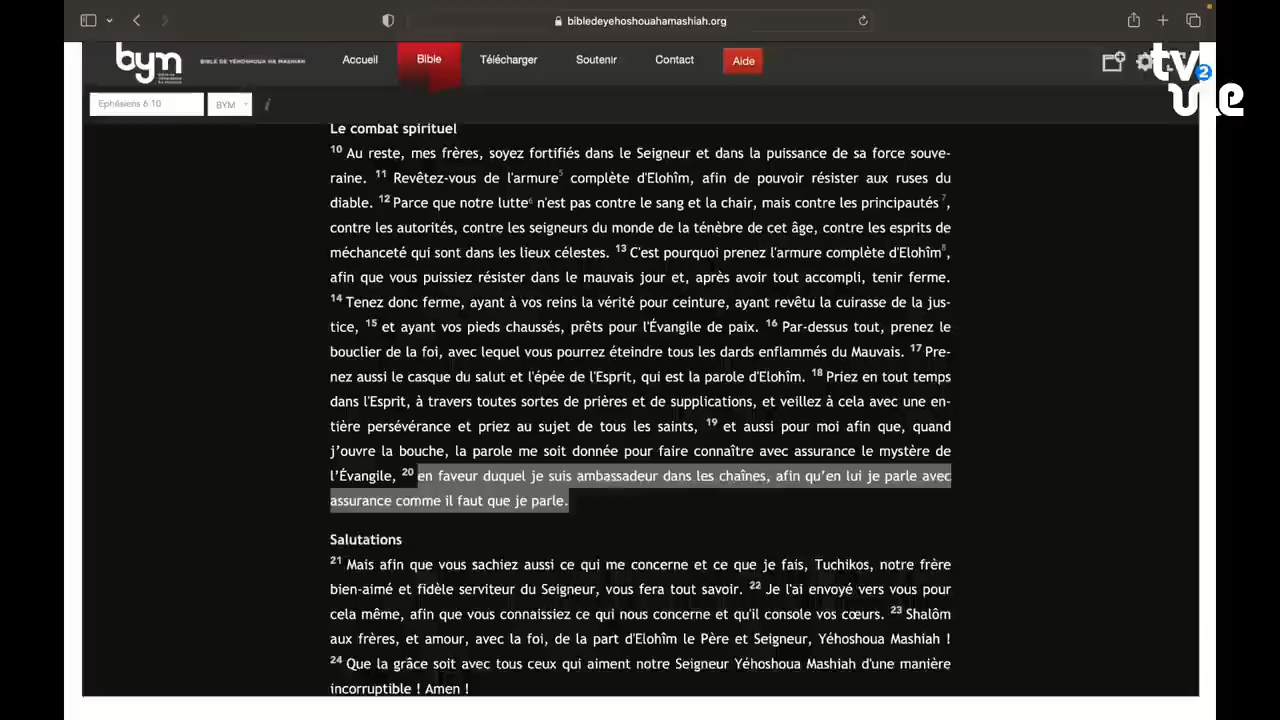 bibledeyehoshouahamashiah.org
bym
BIBLE DE YÉHOSHOUA HA MASHIAH
Accueil
Bible
Télécharger
Soutenir
Contact
Aide
tv
2
vie
Ephésiens 6:10
BYM
i
Le combat spirituel
10 Au reste, mes frères, soyez fortifiés dans le Seigneur et dans la puissance de sa force souve-
raine. 11 Revêtez-vous de l'armure5 complète d'Elohîm, afin de pouvoir résister aux ruses du
diable. 12 Parce que notre lutte6 n'est pas contre le sang et la chair, mais contre les principautés7,
contre les autorités, contre les seigneurs du monde de la ténèbre de cet âge, contre les esprits de
méchanceté qui sont dans les lieux célestes. 13 C'est pourquoi prenez l'armure complète d'Elohîm8,
afin que vous puissiez résister dans le mauvais jour et, après avoir tout accompli, tenir ferme.
14 Tenez donc ferme, ayant à vos reins la vérité pour ceinture, ayant revêtu la cuirasse de la jus-
tice, 15 et ayant vos pieds chaussés, prêts pour l'Évangile de paix. 16 Par-dessus tout, prenez le
bouclier de la foi, avec lequel vous pourrez éteindre tous les dards enflammés du Mauvais. 17 Pre-
nez aussi le casque du salut et l'épée de l'Esprit, qui est la parole d'Elohîm. 18 Priez en tout temps
dans l'Esprit, à travers toutes sortes de prières et de supplications, et veillez à cela avec une en-
tière persévérance et priez au sujet de tous les saints, 19 et aussi pour moi afin que, quand
j’ouvre la bouche, la parole me soit donnée pour faire connaître avec assurance le mystère de
l’Évangile, 20 en faveur duquel je suis ambassadeur dans les chaînes, afin qu’en lui je parle avec
assurance comme il faut que je parle.
Salutations
21 Mais afin que vous sachiez aussi ce qui me concerne et ce que je fais, Tuchikos, notre frère
bien-aimé et fidèle serviteur du Seigneur, vous fera tout savoir. 22 Je l'ai envoyé vers vous pour
cela même, afin que vous connaissiez ce qui nous concerne et qu'il console vos cœurs. 23 Shalôm
aux frères, et amour, avec la foi, de la part d'Elohîm le Père et Seigneur, Yéhoshoua Mashiah !
24 Que la grâce soit avec tous ceux qui aiment notre Seigneur Yéhoshoua Mashiah d'une manière
incorruptible ! Amen !